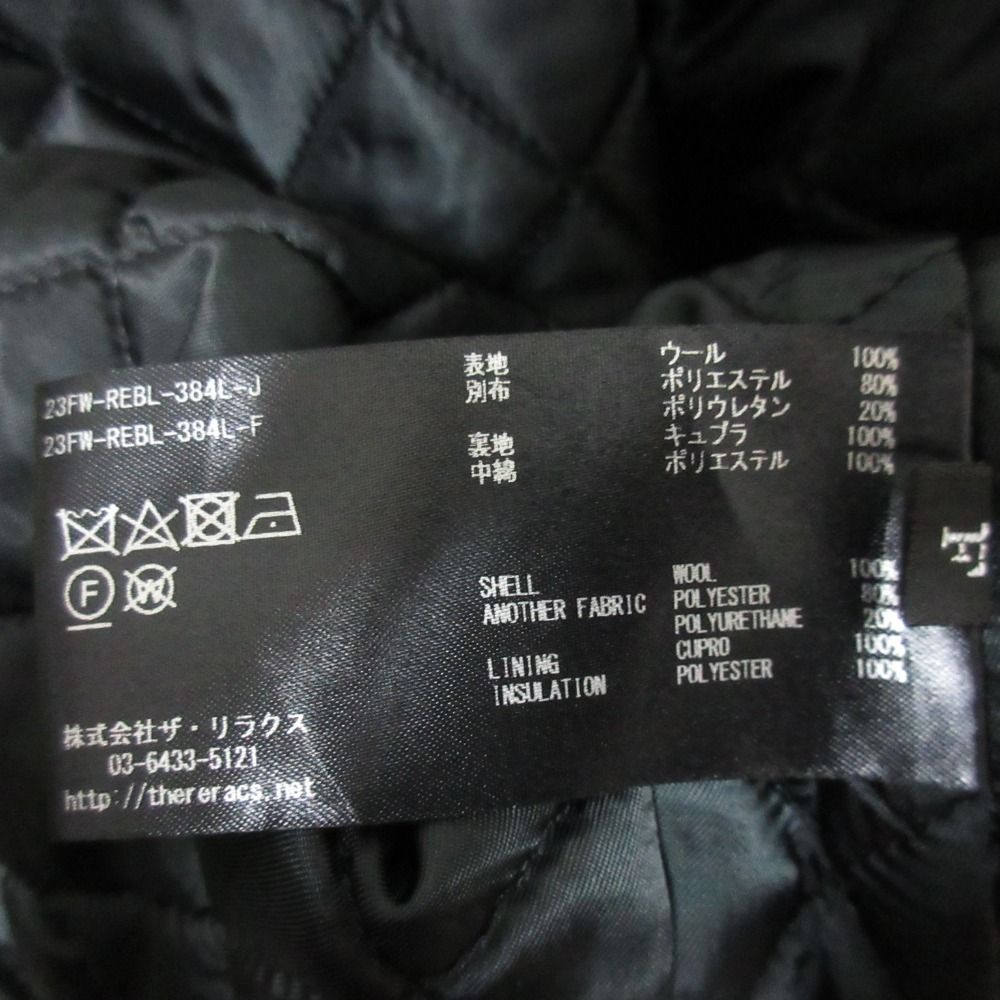 23FW-REBL-384L-J
23FW-REBL-384L-F
F
W
株式会社ザ・リラクス
03-6433-5121
http://thereracs.net
表地 ウール 100%
別布 ポリエステル 80%
ポリウレタン 20%
裏地 キュプラ 100%
中綿 ポリエステル 100%
SHELL WOOL 100%
ANOTHER FABRIC POLYESTER 80%
POLYURETHANE 20%
LINING CUPRO 100%
INSULATION POLYESTER 100%